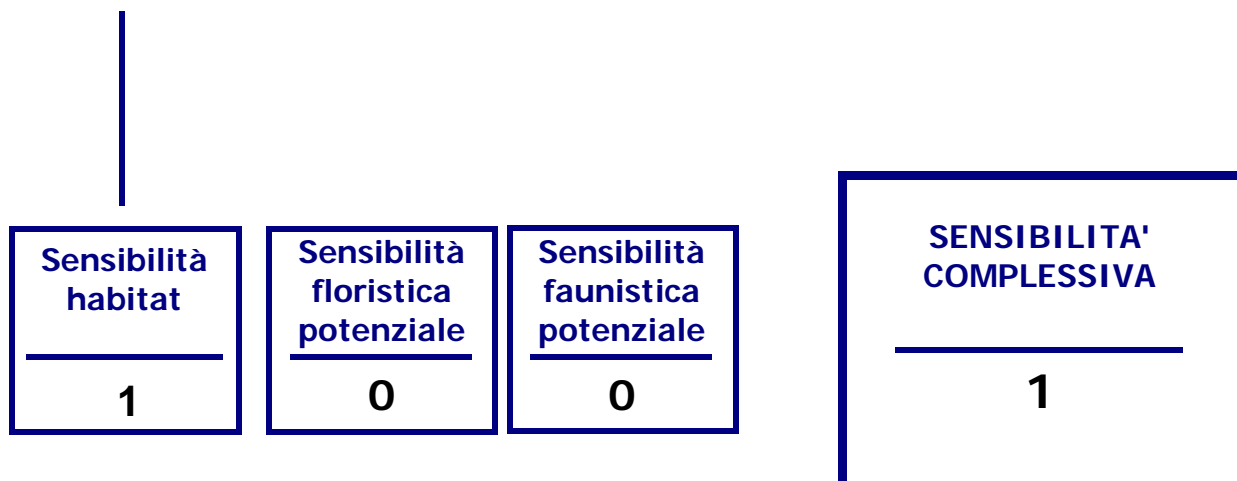 Sensibilità
habitat
1
Sensibilità
floristica
potenziale
0
Sensibilità
faunistica
potenziale
0
SENSIBILITA'
COMPLESSIVA
1